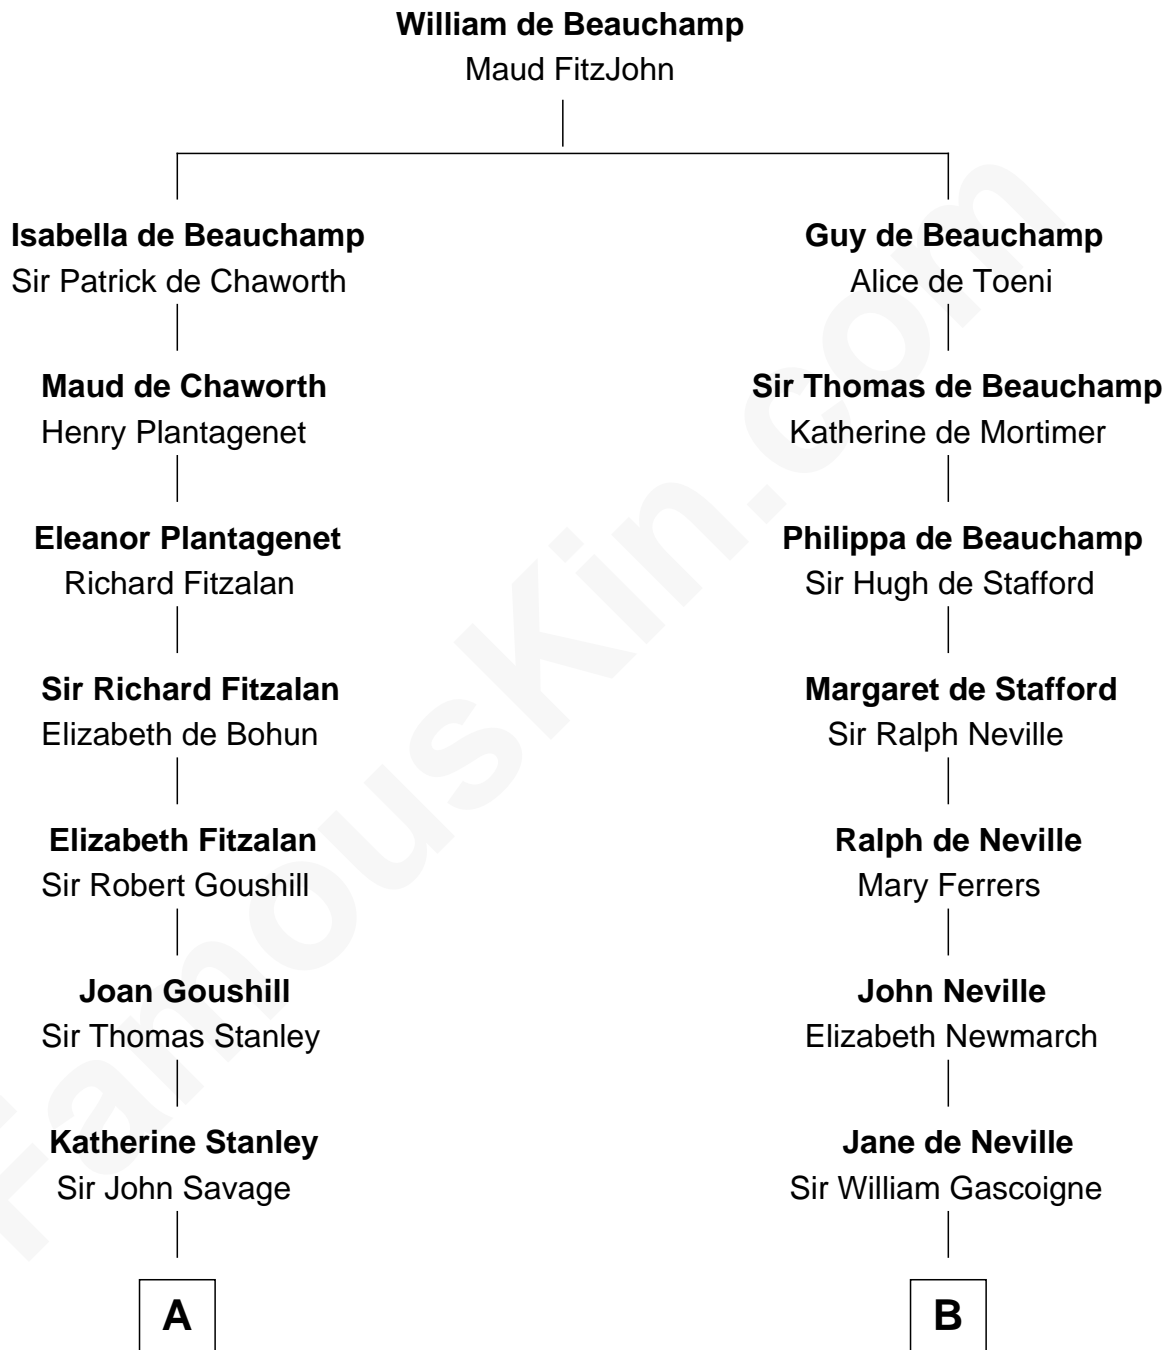 William de Beauchamp
Maud FitzJohn
Isabella de Beauchamp
Sir Patrick de Chaworth
Guy de Beauchamp
Alice de Toeni
Maud de Chaworth
Henry Plantagenet
Sir Thomas de Beauchamp
Katherine de Mortimer
Eleanor Plantagenet
Richard Fitzalan
Philippa de Beauchamp
Sir Hugh de Stafford
Sir Richard Fitzalan
Elizabeth de Bohun
Margaret de Stafford
Sir Ralph Neville
Elizabeth Fitzalan
Sir Robert Goushill
Ralph de Neville
Mary Ferrers
Joan Goushill
Sir Thomas Stanley
John Neville
Elizabeth Newmarch
Katherine Stanley
Sir John Savage
Jane de Neville
Sir William Gascoigne
A
B
FamousKin.com